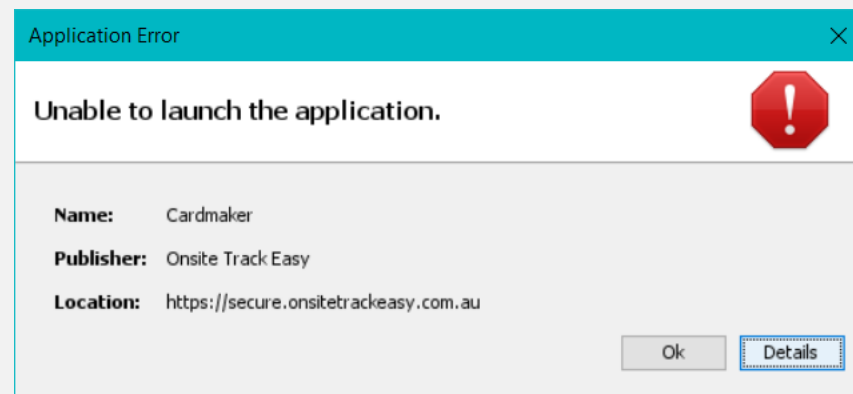 Application Error
Unable to launch the application.
Name: Cardmaker
Publisher: Onsite Track Easy
Location: https://secure.onsitetrackeasy.com.au
Ok Details